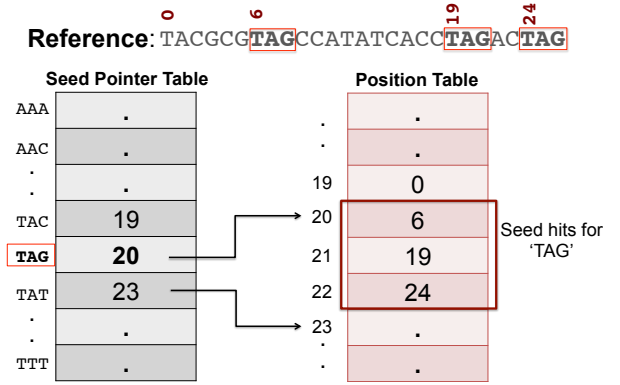 0 6 19 24
Reference: TACGCGTAGCCATATCACCTAGACTAG
Seed Pointer Table Position Table
AAA . .
AAC . . .
. . 19 0
.
TAC 19 20 6
Seed hits for
TAG 20 21 19 'TAG'
TAT 23 22 24
. . 23 .
. .
TTT . . .